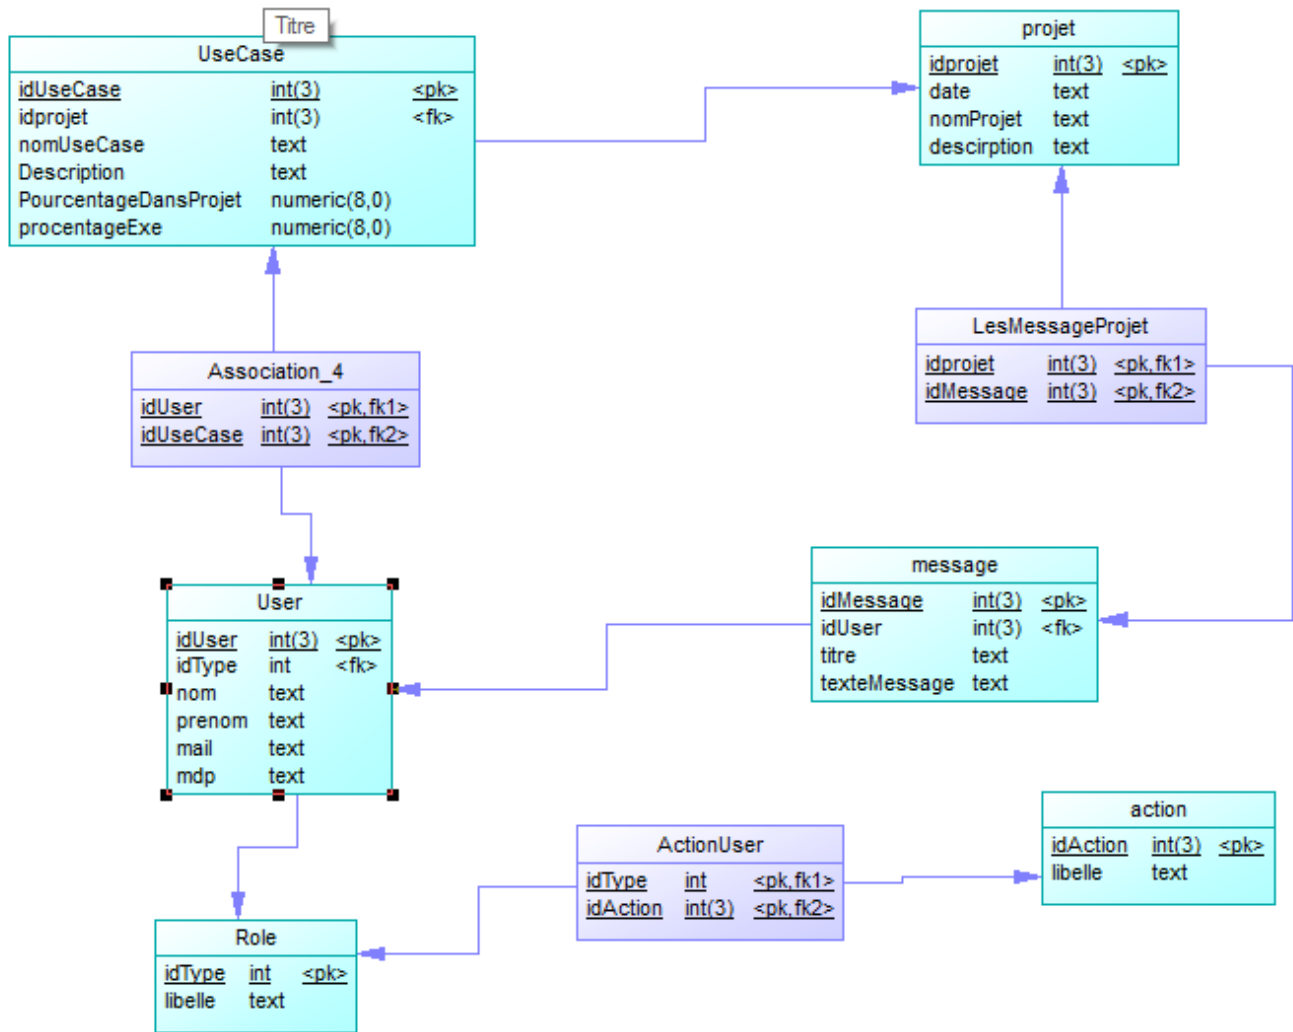 Titre
UseCase
idUseCase int(3) <pk>
idprojet int(3) <fk>
nomUseCase text
Description text
PourcentageDansProjet numeric(8,0)
procentageExe numeric(8,0)
projet
idprojet int(3) <pk>
date text
nomProjet text
descirption text
LesMessageProjet
idprojet int(3) <pk,fk1>
idMessage int(3) <pk,fk2>
Association_4
idUser int(3) <pk,fk1>
idUseCase int(3) <pk,fk2>
message
idMessage int(3) <pk>
idUser int(3) <fk>
titre text
texteMessage text
User
idUser int(3) <pk>
idType int <fk>
nom text
prenom text
mail text
mdp text
action
idAction int(3) <pk>
libelle text
ActionUser
idType int <pk,fk1>
idAction int(3) <pk,fk2>
Role
idType int <pk>
libelle text